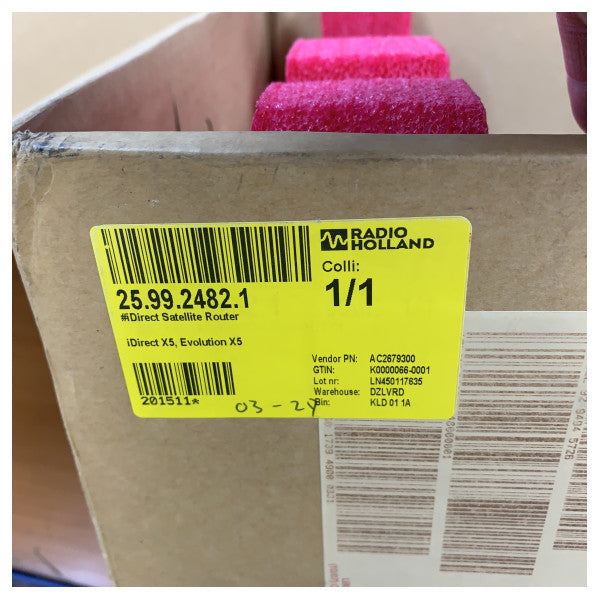 RADIO
HOLLAND
Colli:
1/1
25.99.2482.1
#iDirect Satellite Router
iDirect X5, Evolution X5
Vendor PN: AC2679300
GTIN: K0000066-0001
Lot nr: LN450117635
Warehouse: DZLVRD
Bin: KLD 01 1A
201511*
03-24